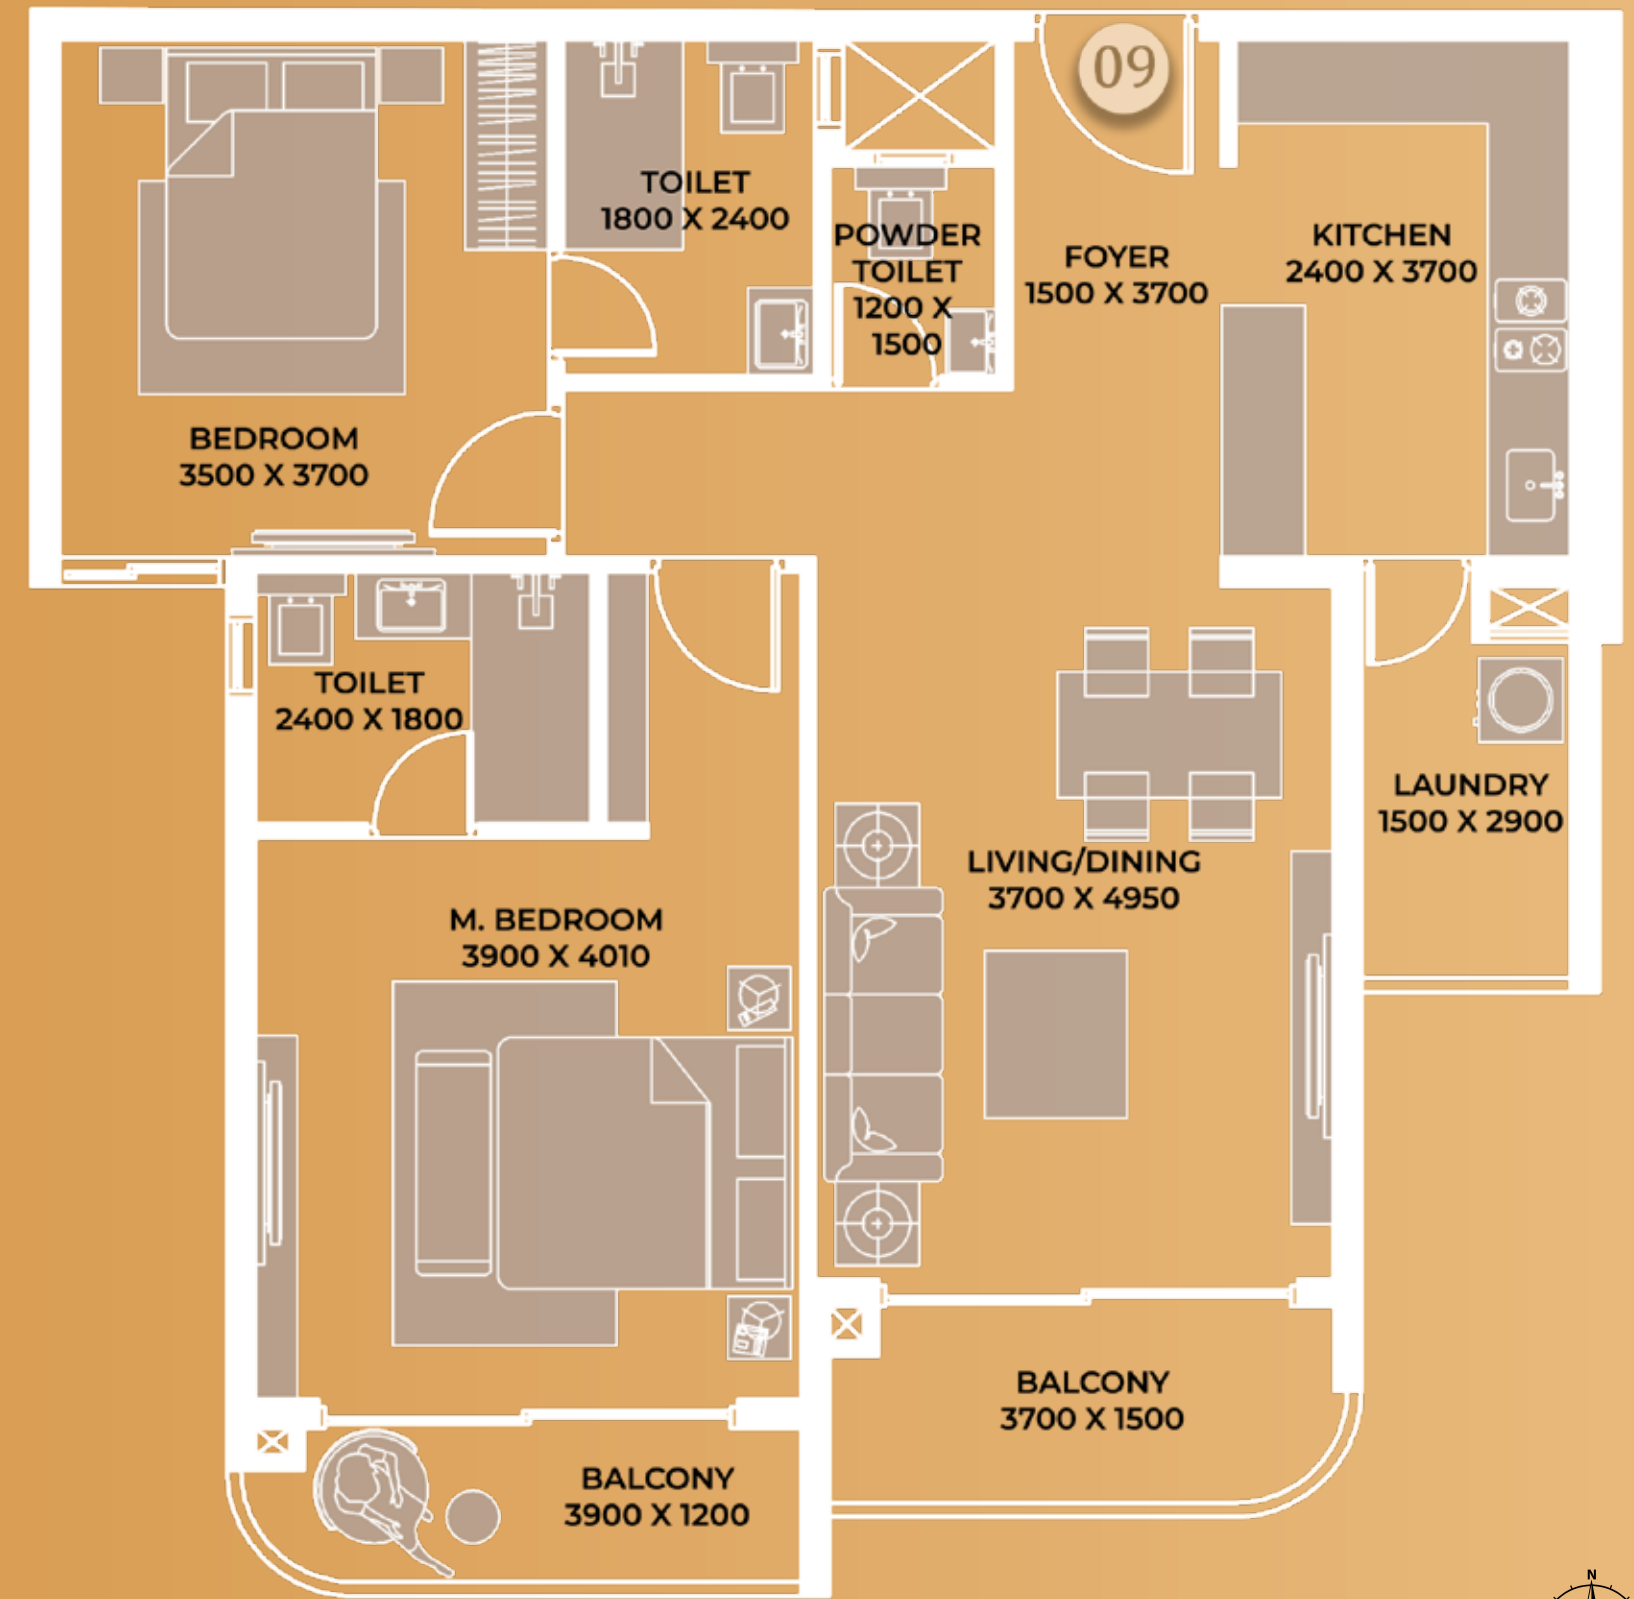 09
TOILET
1800 X 2400
POWDER
TOILET
1200 X
1500
FOYER
1500 X 3700
KITCHEN
2400 X 3700
BEDROOM
3500 X 3700
TOILET
2400 X 1800
LAUNDRY
1500 X 2900
LIVING/DINING
3700 X 4950
M. BEDROOM
3900 X 4010
BALCONY
3700 X 1500
BALCONY
3900 X 1200
N